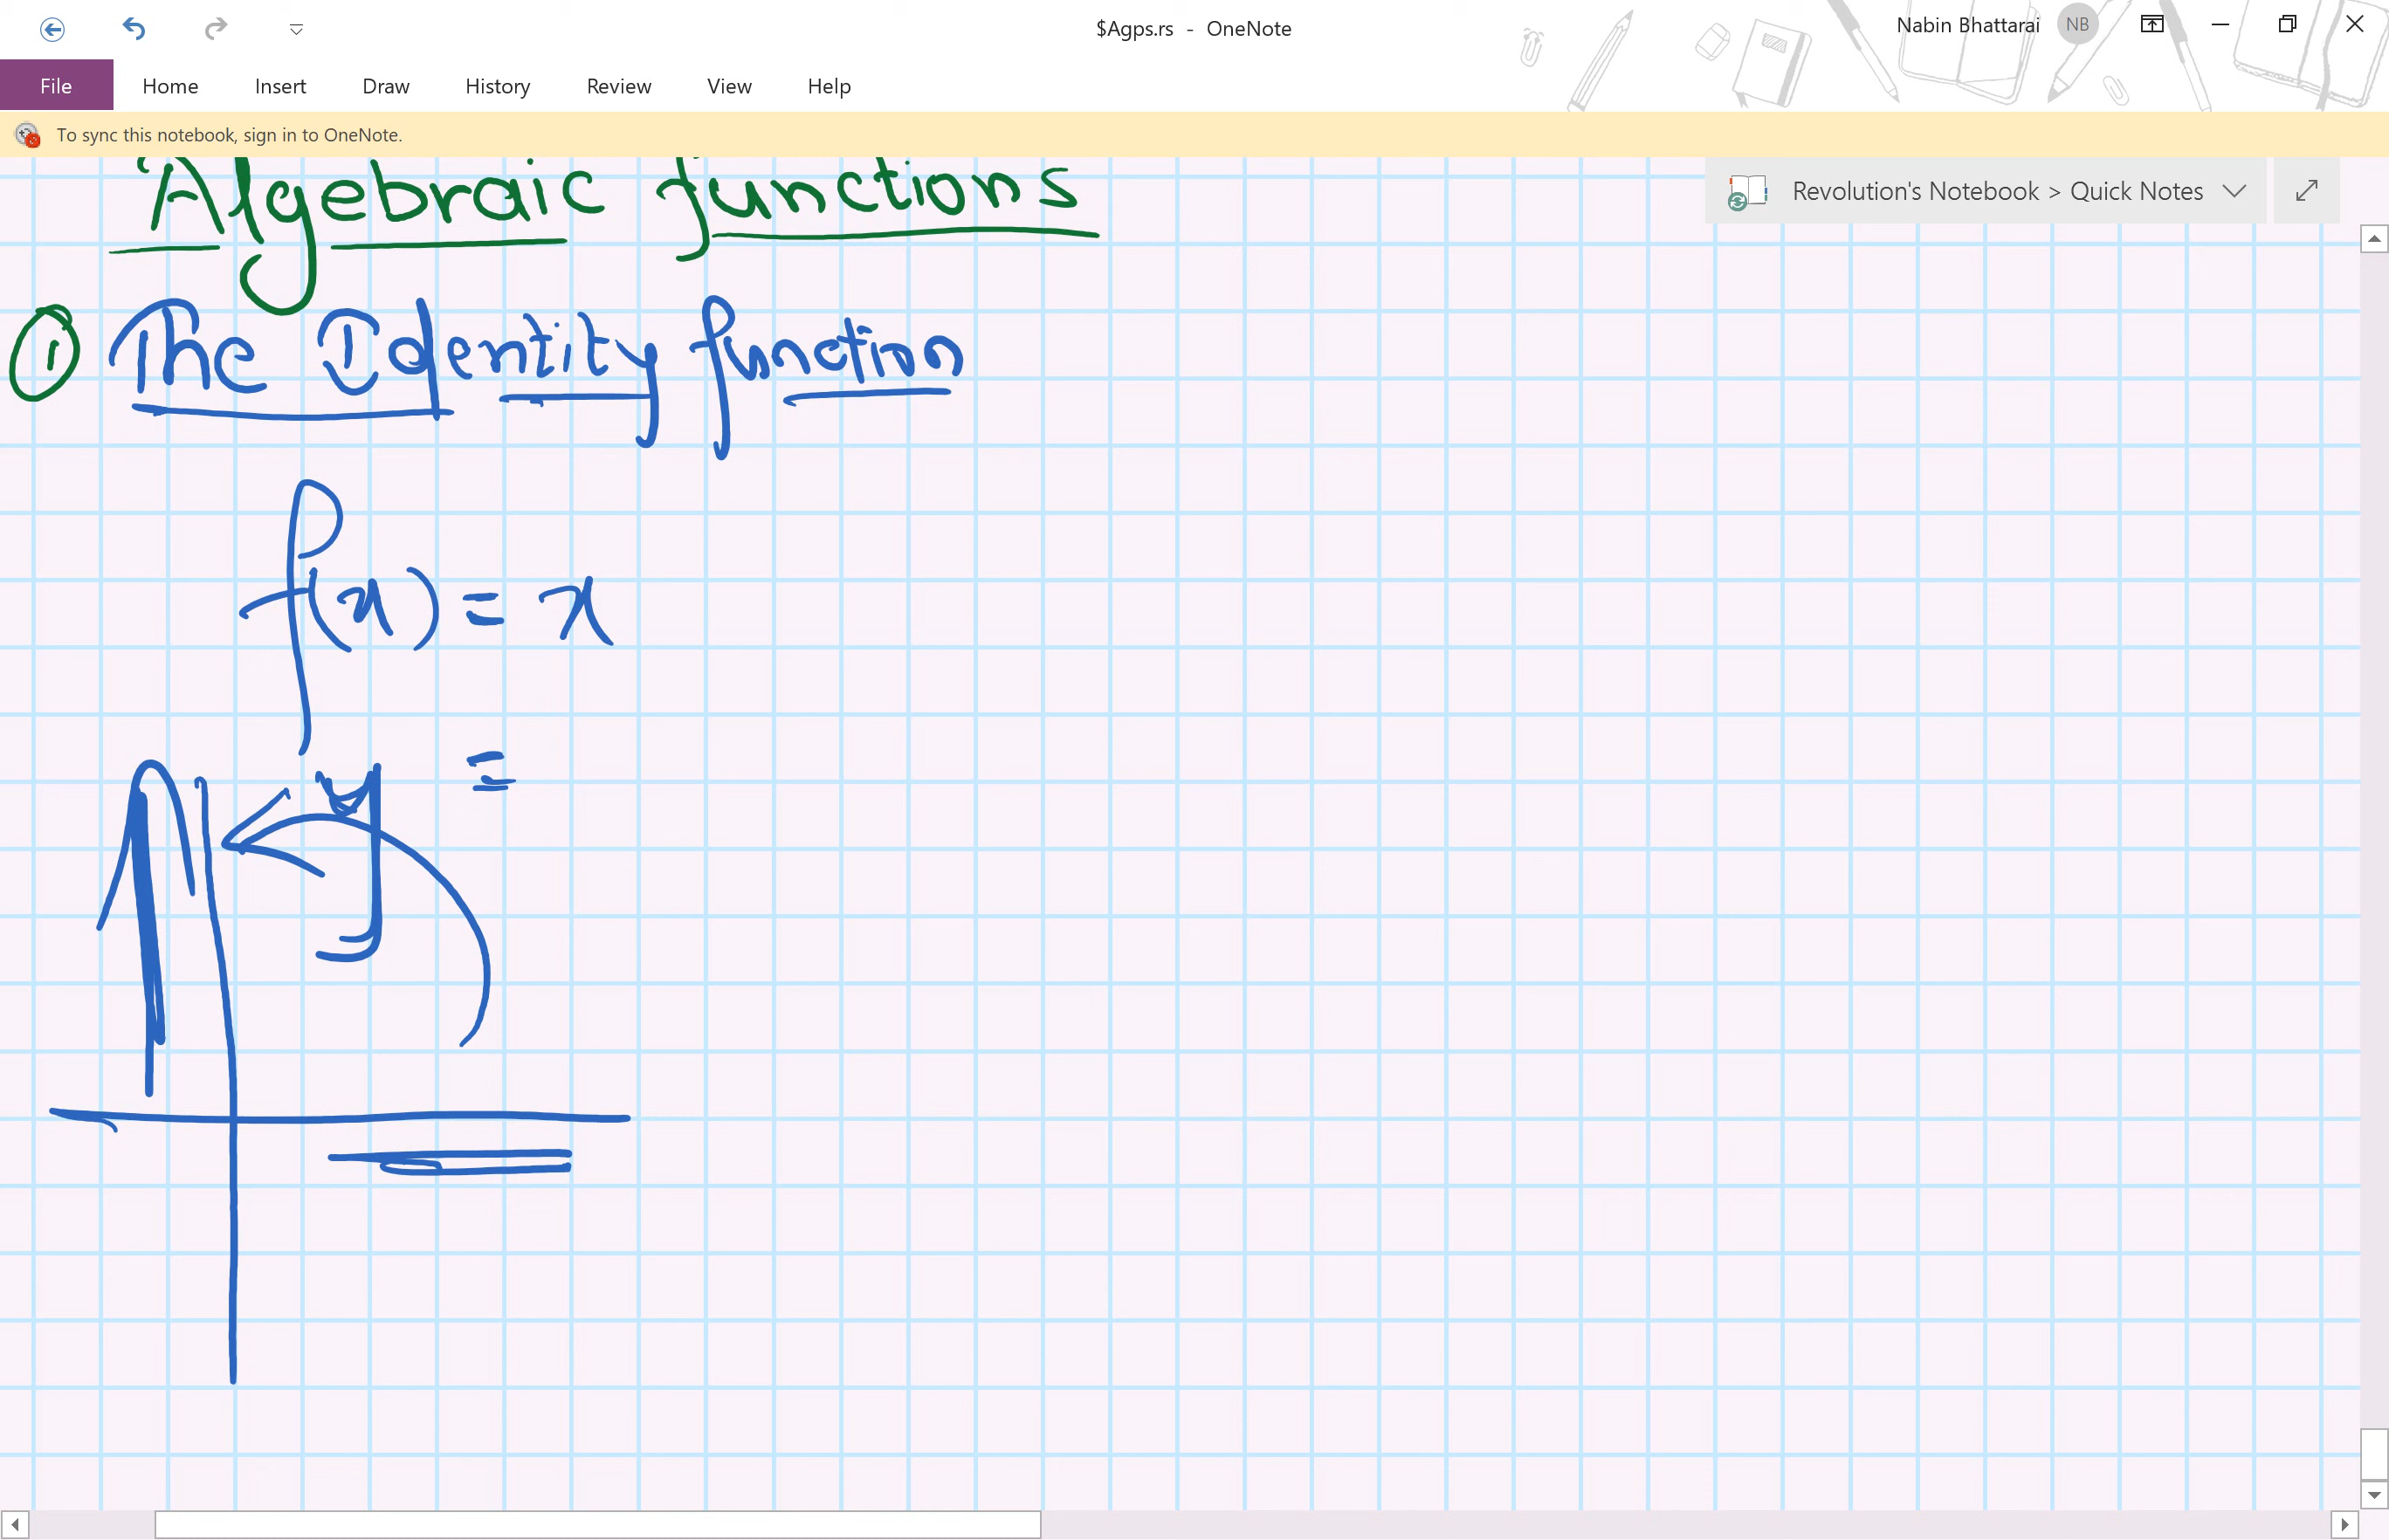 $Agps.rs - OneNote
Nabin Bhattarai NB
File Home Insert Draw History Review View Help
To sync this notebook, sign in to OneNote.
Revolution's Notebook > Quick Notes
Algebraic functions
① The Identity function
f(x) = x
y =